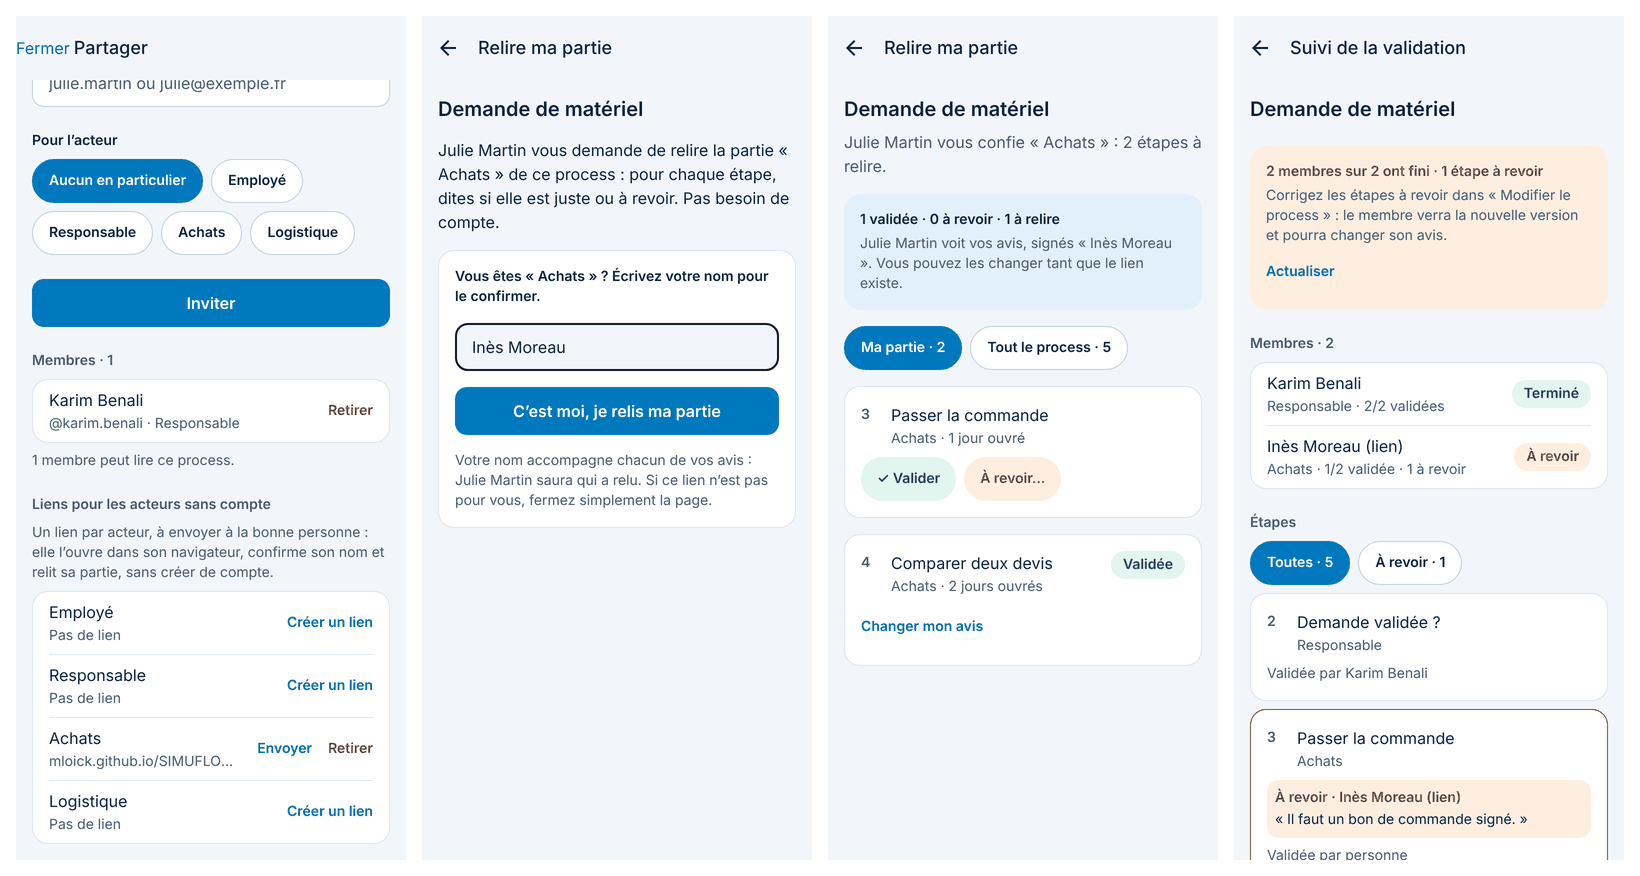 Fermer Partager
julie.martin ou julie@exemple.fr
Pour l’acteur
Aucun en particulier
Employé
Responsable
Achats
Logistique
Inviter
Membres · 1
Karim Benali
@karim.benali · Responsable
Retirer
1 membre peut lire ce process.
Liens pour les acteurs sans compte
Un lien par acteur, à envoyer à la bonne personne :
elle l’ouvre dans son navigateur, confirme son nom et
relit sa partie, sans créer de compte.
Employé
Pas de lien
Créer un lien
Responsable
Pas de lien
Créer un lien
Achats
mloick.github.io/SIMUFLO…
Envoyer
Retirer
Logistique
Pas de lien
Créer un lien
← Relire ma partie
Demande de matériel
Julie Martin vous demande de relire la partie «
Achats » de ce process : pour chaque étape,
dites si elle est juste ou à revoir. Pas besoin de
compte.
Vous êtes « Achats » ? Écrivez votre nom pour
le confirmer.
Inès Moreau
C’est moi, je relis ma partie
Votre nom accompagne chacun de vos avis :
Julie Martin saura qui a relu. Si ce lien n’est pas
pour vous, fermez simplement la page.
← Relire ma partie
Demande de matériel
Julie Martin vous confie « Achats » : 2 étapes à
relire.
1 validée · 0 à revoir · 1 à relire
Julie Martin voit vos avis, signés « Inès Moreau
». Vous pouvez les changer tant que le lien
existe.
Ma partie · 2
Tout le process · 5
3 Passer la commande
Achats · 1 jour ouvré
✓ Valider
À revoir…
4 Comparer deux devis
Achats · 2 jours ouvrés
Validée
Changer mon avis
← Suivi de la validation
Demande de matériel
2 membres sur 2 ont fini · 1 étape à revoir
Corrigez les étapes à revoir dans « Modifier le
process » : le membre verra la nouvelle version
et pourra changer son avis.
Actualiser
Membres · 2
Karim Benali
Responsable · 2/2 validées
Terminé
Inès Moreau (lien)
Achats · 1/2 validée · 1 à revoir
À revoir
Étapes
Toutes · 5
À revoir · 1
2 Demande validée ?
Responsable
Validée par Karim Benali
3 Passer la commande
Achats
À revoir · Inès Moreau (lien)
« Il faut un bon de commande signé. »
Validée par personne